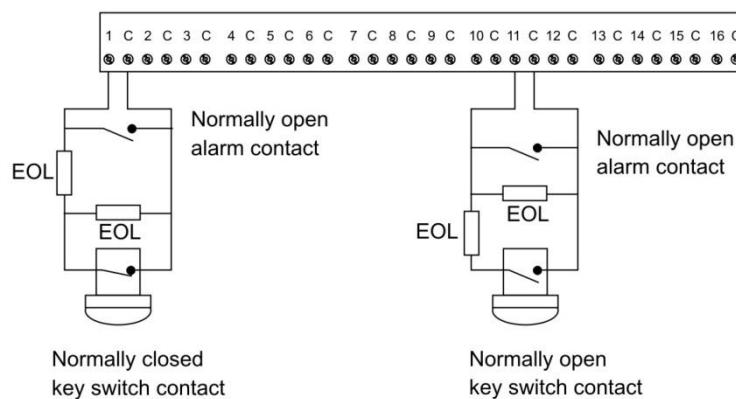 1 C 2 C 3 C 4 C 5 C 6 C 7 C 8 C 9 C 10 C 11 C 12 C 13 C 14 C 15 C 16 C
Normally open
alarm contact
EOL
EOL
Normally closed
key switch contact
Normally open
alarm contact
EOL
EOL
Normally open
key switch contact